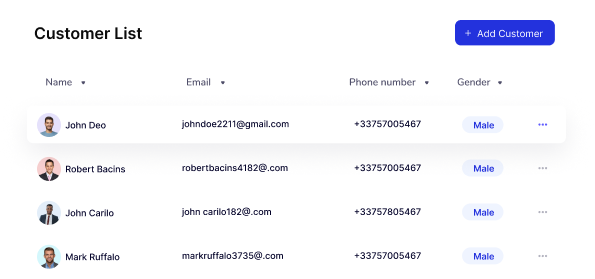 Customer List
+ Add Customer
Name Email Phone number Gender
John Deo johndoe2211@gmail.com +33757005467 Male
Robert Bacins robertbacins4182@.com +33757005467 Male
John Carilo john carilo182@.com +33757805467 Male
Mark Ruffalo markruffalo3735@.com +33757005467 Male